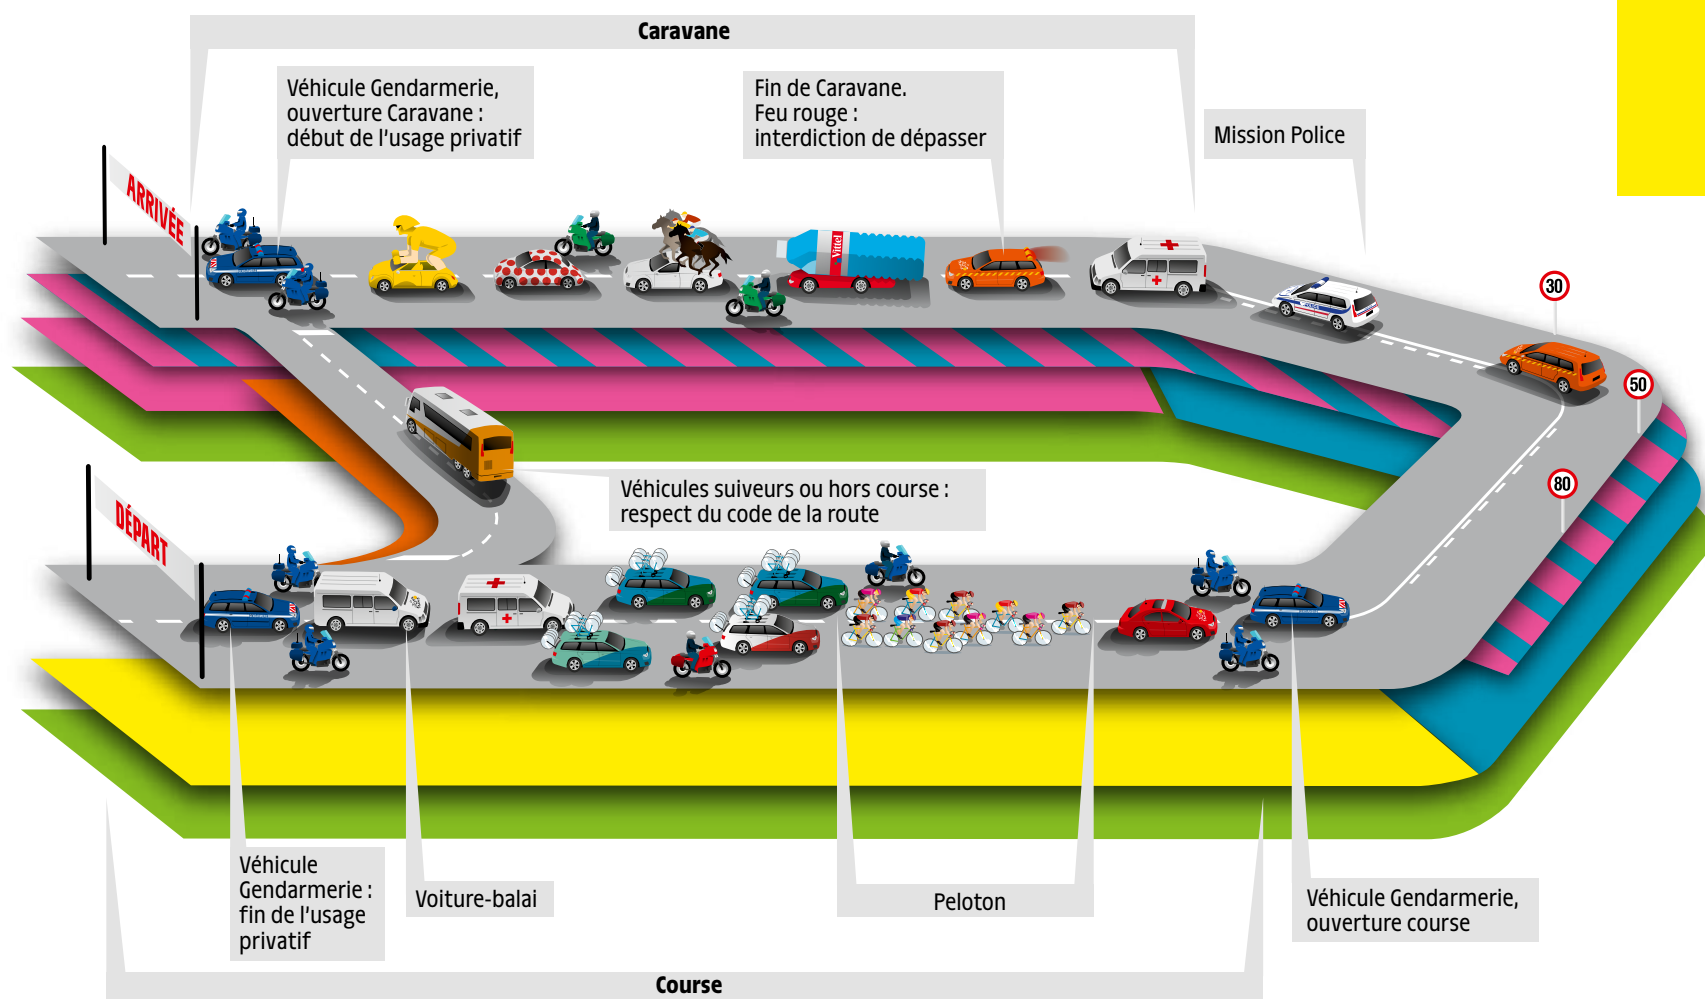 Caravane
Véhicule Gendarmerie,
ouverture Caravane :
début de l'usage privatif
Fin de Caravane.
Feu rouge :
interdiction de dépasser
Mission Police
ARRIVÉE
Vittel
30
50
80
Véhicules suiveurs ou hors course :
respect du code de la route
DÉPART
Véhicule
Gendarmerie :
fin de l'usage
privatif
Voiture-balai
Peloton
Véhicule Gendarmerie,
ouverture course
Course